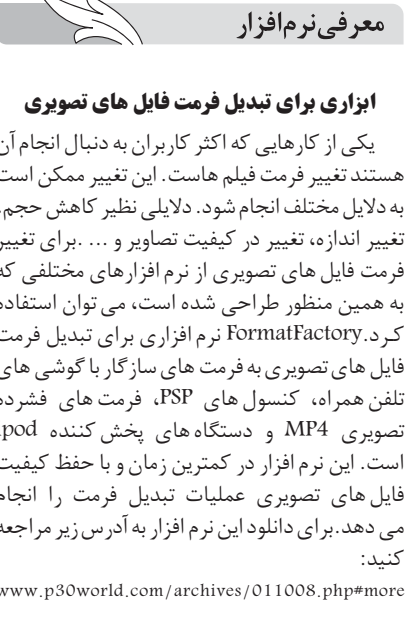 معرفی‌نرم‌افزار
ابزاری برای تبدیل فرمت فایل های تصویری
یکی از کارهایی که اکثر کاربران به دنبال انجام آن
هستند تغییر فرمت فیلم هاست. این تغییر ممکن است
به دلایل مختلف انجام شود. دلایلی نظیر کاهش حجم،
تغییر اندازه، تغییر در کیفیت تصاویر و ... .برای تغییر
فرمت فایل های تصویری از نرم افزارهای مختلفی که
به همین منظور طراحی شده است، می توان استفاده
کرد.FormatFactory نرم افزاری برای تبدیل فرمت
فایل های تصویری به فرمت های سازگار با گوشی های
تلفن همراه، کنسول های PSP، فرمت های فشرده
تصویری MP4 و دستگاه های پخش کننده ipod
است. این نرم افزار در کمترین زمان و با حفظ کیفیت
فایل های تصویری عملیات تبدیل فرمت را انجام
می دهد.برای دانلود این نرم افزار به آدرس زیر مراجعه
کنید:
www.p30world.com/archives/011008.php#more